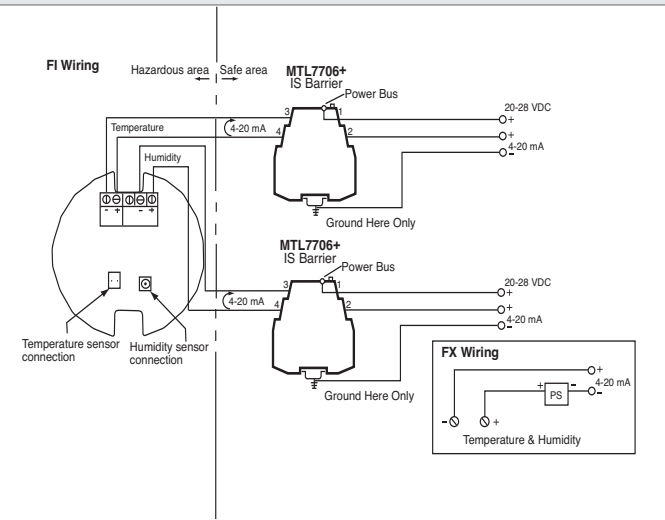 FI Wiring
Hazardous area
Safe area
MTL7706+
IS Barrier
Power Bus
3
1
Temperature
4-20 mA
4
2
20-28 VDC
+
+
4-20 mA
-
Humidity
- + - +
Ground Here Only
MTL7706+
IS Barrier
Power Bus
3
1
4-20 mA
4
2
20-28 VDC
+
+
4-20 mA
-
Temperature sensor
connection
Humidity sensor
connection
Ground Here Only
FX Wiring
+
4-20 mA
-
+ PS -
- +
Temperature & Humidity